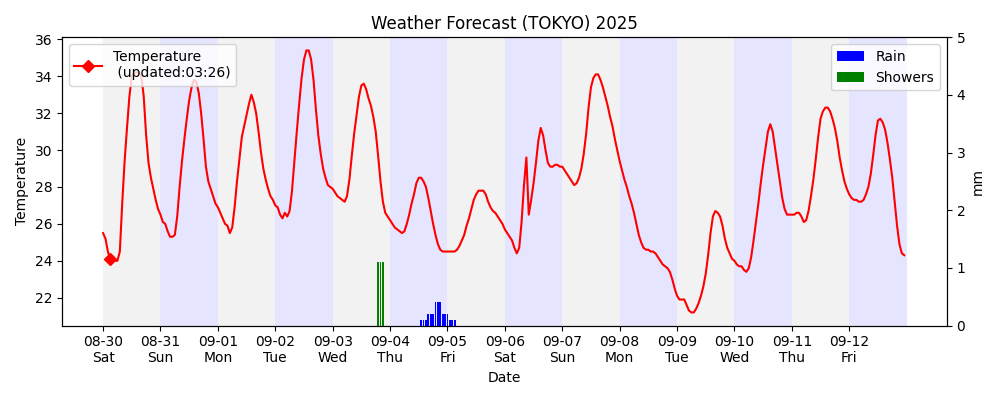 Weather Forecast (TOKYO) 2025
Temperature
(updated:03:26)
Rain
Showers
36
34
32
30
28
26
24
22
Temperature
5
4
3
2
1
0
mm
08-30 08-31 09-01 09-02 09-03 09-04 09-05 09-06 09-07 09-08 09-09 09-10 09-11 09-12
Sat Sun Mon Tue Wed Thu Fri Sat Sun Mon Tue Wed Thu Fri
Date